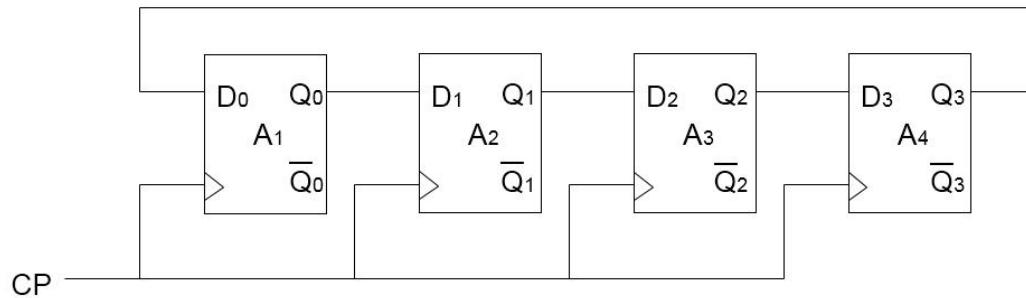 D₀ Q₀ D₁ Q₁ D₂ Q₂ D₃ Q₃
A₁ A₂ A₃ A₄
Q̅₀ Q̅₁ Q̅₂ Q̅₃
CP